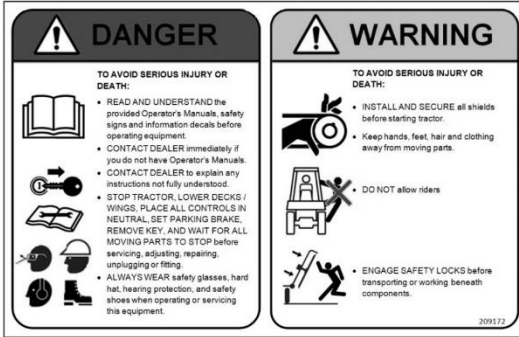 DANGER
TO AVOID SERIOUS INJURY OR
DEATH:
• READ AND UNDERSTAND the
provided Operator's Manuals, safety
signs and information decals before
operating equipment.
• CONTACT DEALER immediately if
you do not have Operator's Manuals.
• CONTACT DEALER to explain any
instructions not fully understood.
• STOP TRACTOR, LOWER DECKS /
WINGS, PLACE ALL CONTROLS IN
NEUTRAL, SET PARKING BRAKE,
REMOVE KEY, AND WAIT FOR ALL
MOVING PARTS TO STOP before
servicing, adjusting, repairing,
unplugging or fitting.
• ALWAYS WEAR safety glasses, hard
hat, hearing protection, and safety
shoes when operating or servicing
this equipment.
WARNING
TO AVOID SERIOUS INJURY OR
DEATH:
• INSTALL AND SECURE all shields
before starting tractor.
• Keep hands, feet, hair and clothing
away from moving parts.
• DO NOT allow riders
• ENGAGE SAFETY LOCKS before
transporting or working beneath
components.
209172